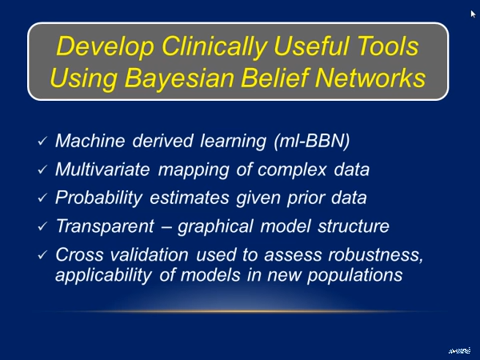 Develop Clinically Useful Tools
Using Bayesian Belief Networks
✓ Machine derived learning (ml-BBN)
✓ Multivariate mapping of complex data
✓ Probability estimates given prior data
✓ Transparent – graphical model structure
✓ Cross validation used to assess robustness,
applicability of models in new populations